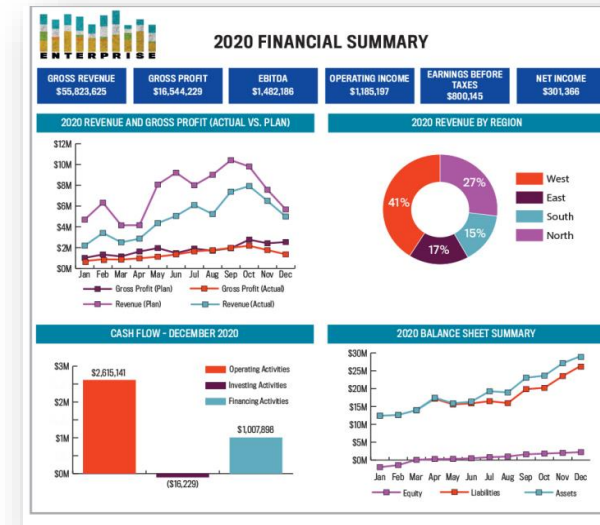 ENTERPRISE
2020 FINANCIAL SUMMARY
GROSS REVENUE
$55,823,625
GROSS PROFIT
$16,544,229
EBITDA
$1,482,186
OPERATING INCOME
$1,185,197
EARNINGS BEFORE
TAXES
$800,145
NET INCOME
$301,366
2020 REVENUE AND GROSS PROFIT (ACTUAL VS. PLAN)
$12M
$10M
$8M
$6M
$4M
$2M
$0M
Jan Feb Mar Apr May Jun Jul Aug Sep Oct Nov Dec
Gross Profit (Plan) Gross Profit (Actual)
Revenue (Plan) Revenue (Actual)
2020 REVENUE BY REGION
27%
41%
15%
17%
West
East
South
North
CASH FLOW - DECEMBER 2020
$3M
$2M
$1M
$0M
$2,615,141
($16,229)
$1,007,898
Operating Activities
Investing Activities
Financing Activities
2020 BALANCE SHEET SUMMARY
$30M
$25M
$20M
$15M
$10M
$5M
$0M
Jan Feb Mar Apr May Jun Jul Aug Sep Oct Nov Dec
Equity Liabilities Assets